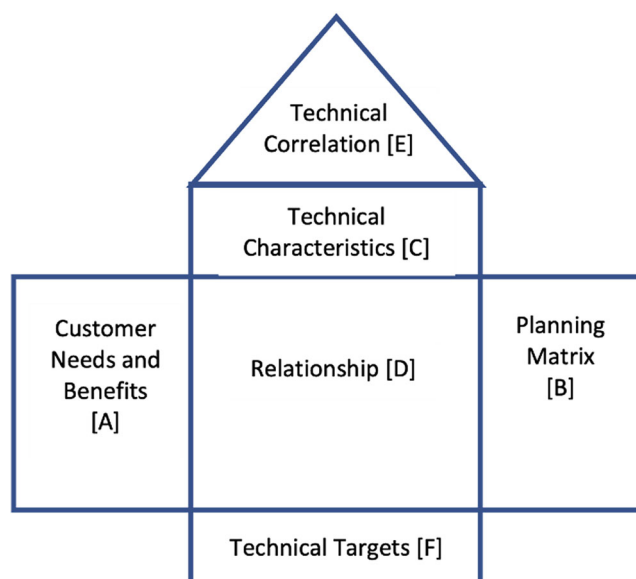 Technical
Correlation [E]
Technical
Characteristics [C]
Customer
Needs and
Benefits
[A]
Relationship [D]
Planning
Matrix
[B]
Technical Targets [F]